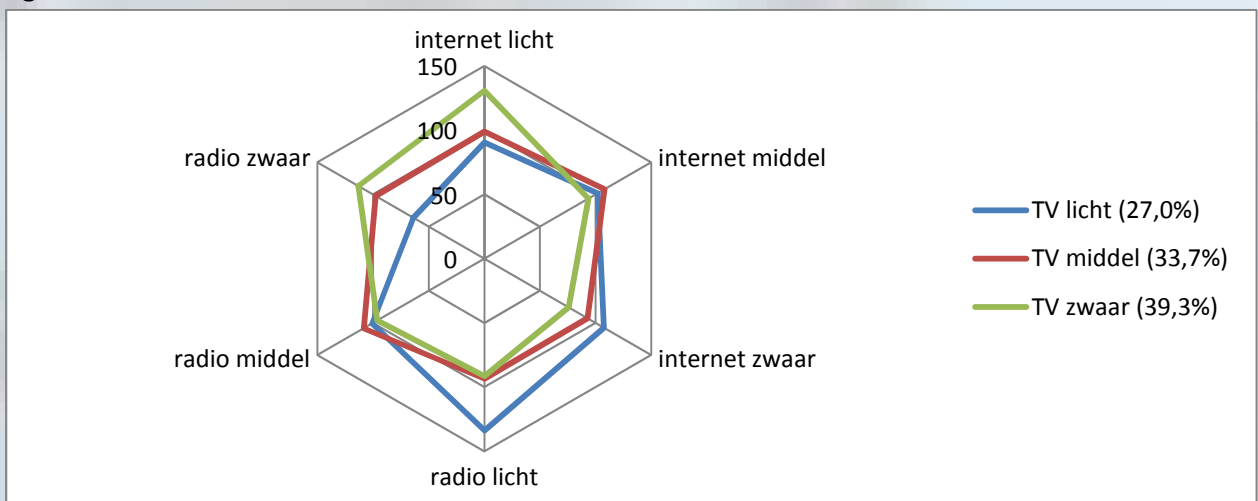 internet licht
150
100
50
0
radio zwaar
internet middel
radio middel
internet zwaar
radio licht
TV licht (27,0%)
TV middel (33,7%)
TV zwaar (39,3%)